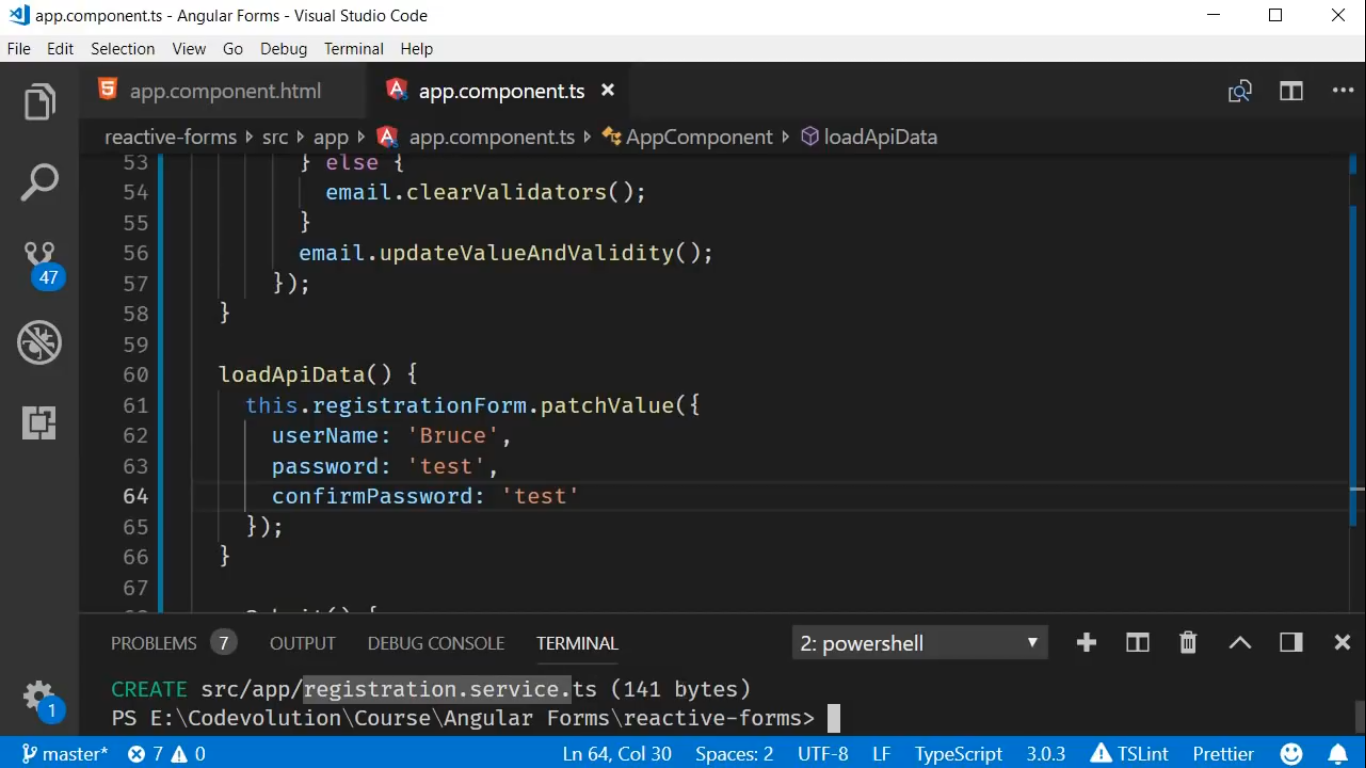 app.component.ts - Angular Forms - Visual Studio Code
File Edit Selection View Go Debug Terminal Help
app.component.html app.component.ts
reactive-forms src app app.component.ts AppComponent loadApiData
53 } else {
54 email.clearValidators();
55 }
56 email.updateValueAndValidity();
57 });
58 }
59
60 loadApiData() {
61 this.registrationForm.patchValue({
62 userName: 'Bruce',
63 password: 'test',
64 confirmPassword: 'test'
65 });
66 }
67
47
PROBLEMS 7 OUTPUT DEBUG CONSOLE TERMINAL 2: powershell
CREATE src/app/registration.service.ts (141 bytes)
PS E:\Codevolution\Course\Angular Forms\reactive-forms>
1
master* 7 0 Ln 64, Col 30 Spaces: 2 UTF-8 LF TypeScript 3.0.3 TSLint Prettier